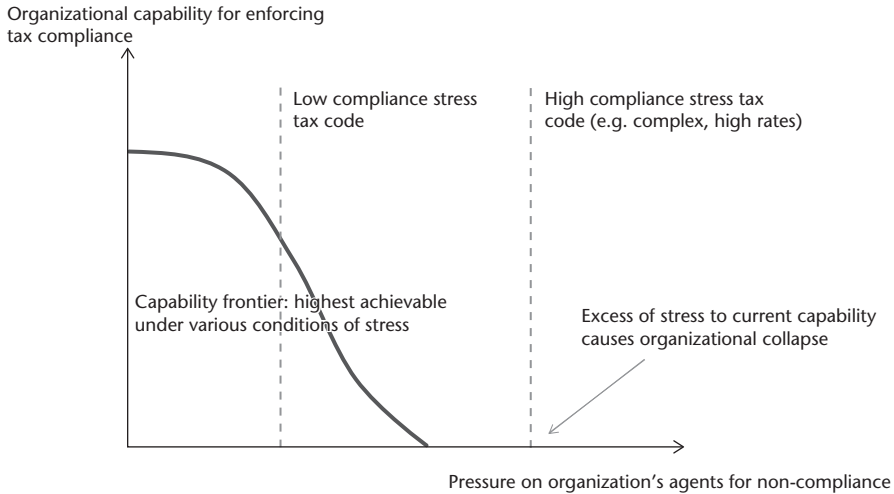 Organizational capability for enforcing
tax compliance
Low compliance stress
tax code
High compliance stress tax
code (e.g. complex, high rates)
Capability frontier: highest achievable
under various conditions of stress
Excess of stress to current capability
causes organizational collapse
Pressure on organization’s agents for non-compliance